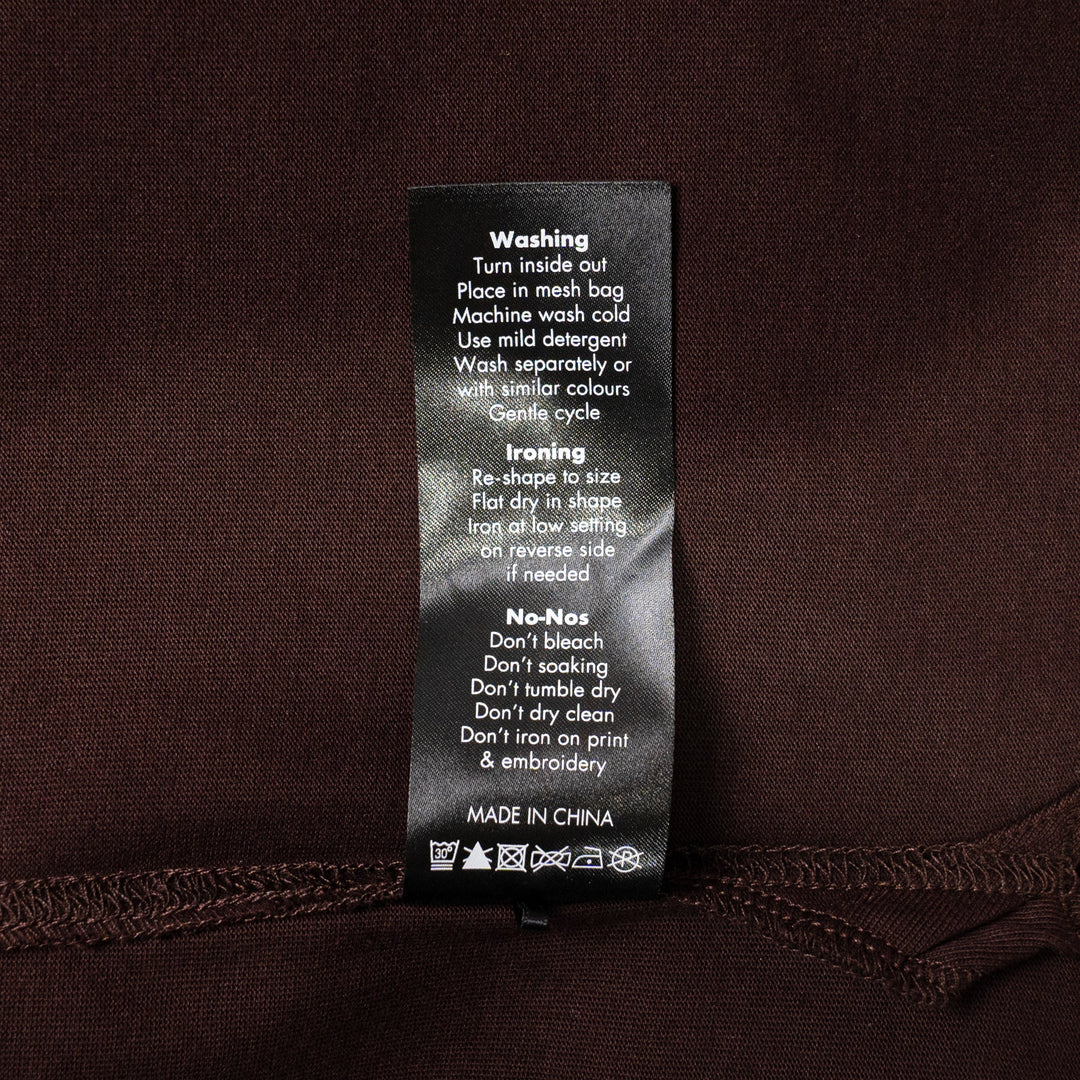 Washing
Turn inside out
Place in mesh bag
Machine wash cold
Use mild detergent
Wash separately or
with similar colours
Gentle cycle
Ironing
Re-shape to size
Flat dry in shape
Iron at low setting
on reverse side
if needed
No-Nos
Don't bleach
Don't soaking
Don't tumble dry
Don't dry clean
Don't iron on print
& embroidery
MADE IN CHINA
30° P